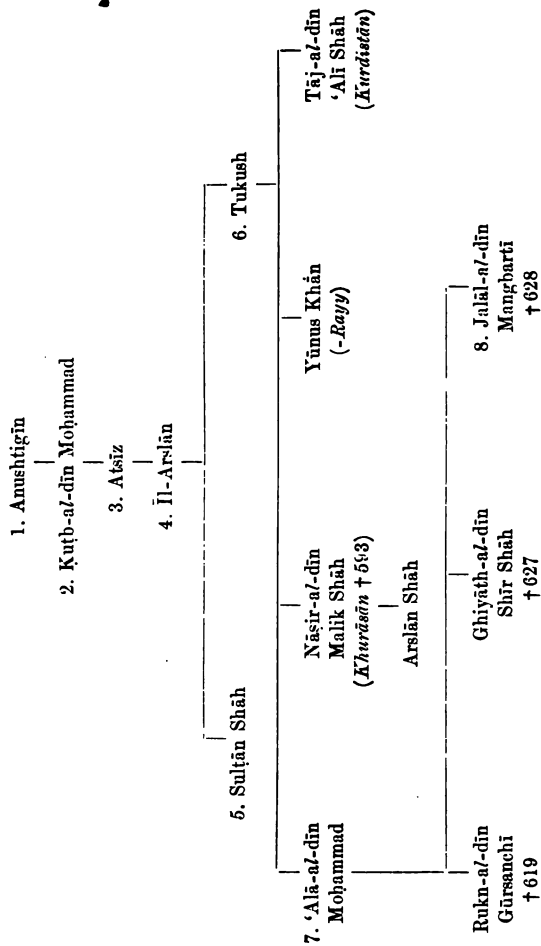 1. Anushtigīn
2. Ḳuṭb-al-dīn Moḥammad
3. Atsīz
4. Īl-Arslān
5. Sulṭān Shāh
6. Tukush
7. ‘Alā-al-dīn
Moḥammad
Nāṣir-al-dīn
Malik Shāh
(Khurāsān †593)
Arslān Shāh
Yūnus Khān
(-Rayy)
Tāj-al-dīn
‘Alī Shāh
(Kurdistān)
Rukn-al-dīn
Gūrsanchī
†619
Ghiyāth-al-dīn
Shīr Shāh
†627
8. Jalāl-al-dīn
Mangbartī
†628